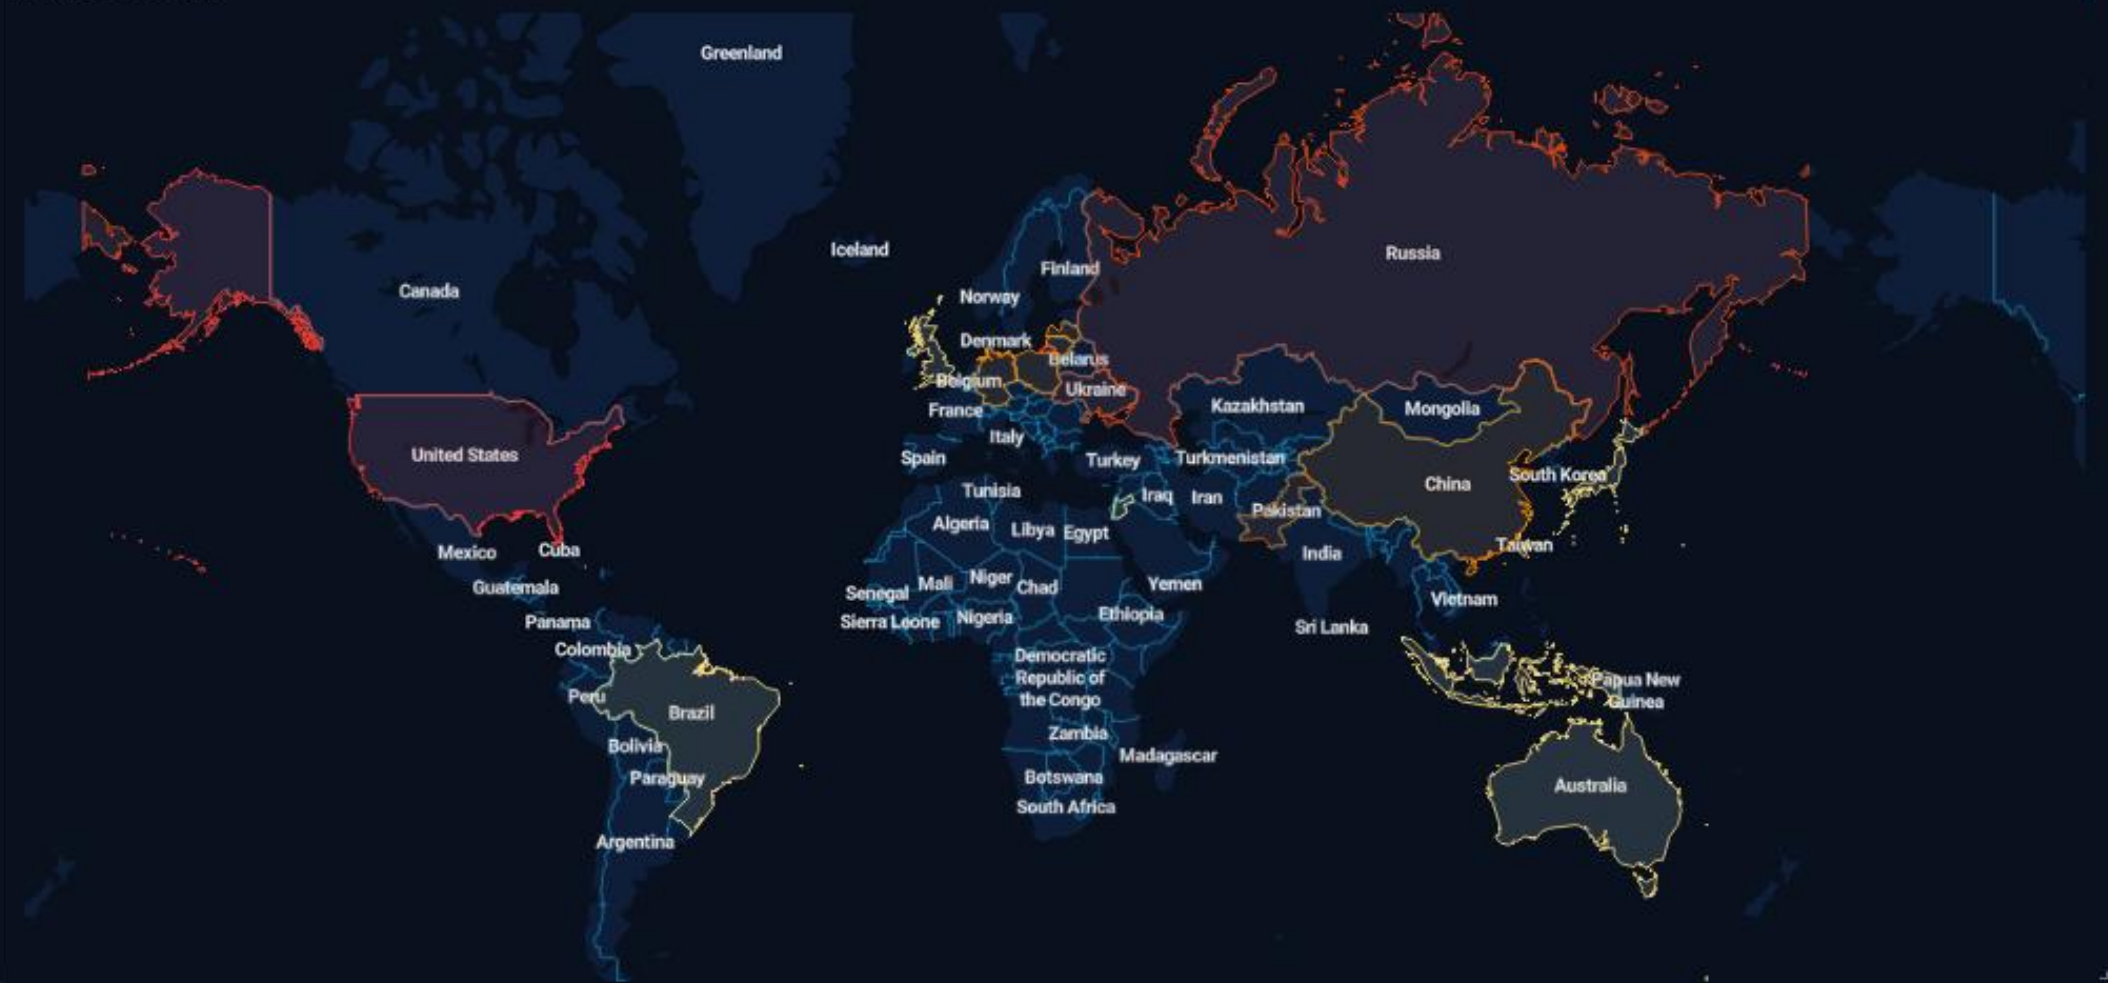 Greenland
Iceland
Finland
Russia
Canada
Norway
Denmark
Belarus
Belgium
Ukraine
France
Kazakhstan
Mongolia
Italy
United States
Spain
Turkey
Turkmenistan
South Korea
China
Tunisia
Iraq
Iran
Pakistan
Algeria
Libya
Egypt
Taiwan
Mexico
Cuba
India
Guatemala
Senegal
Mali
Niger
Chad
Yemen
Vietnam
Panama
Sierra Leone
Nigeria
Ethiopia
Sri Lanka
Colombia
Democratic
Republic of
the Congo
Papua New
Guinea
Peru
Brazil
Zambia
Bolivia
Madagascar
Paraguay
Botswana
Australia
South Africa
Argentina